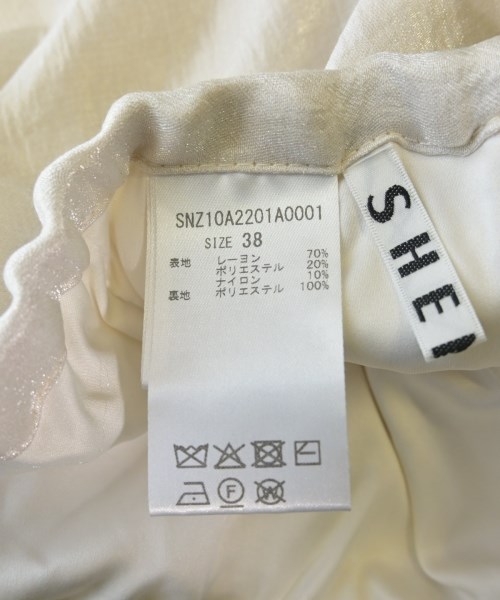 SNZ10A2201A0001
SIZE 38
表地 レーヨン 70%
ポリエステル 20%
ナイロン 10%
裏地 ポリエステル 100%
F
W
SHE